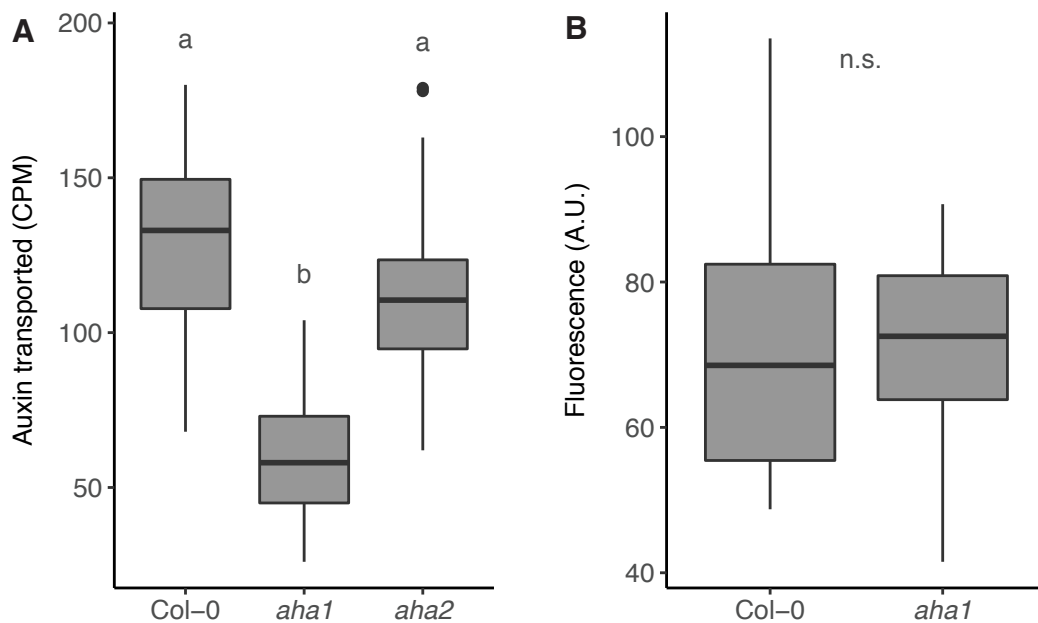 A
200
150
100
50
Auxin transported (CPM)
a
b
a
Col–0
aha1
aha2
B
100
80
60
40
Fluorescence (A.U.)
n.s.
Col–0
aha1